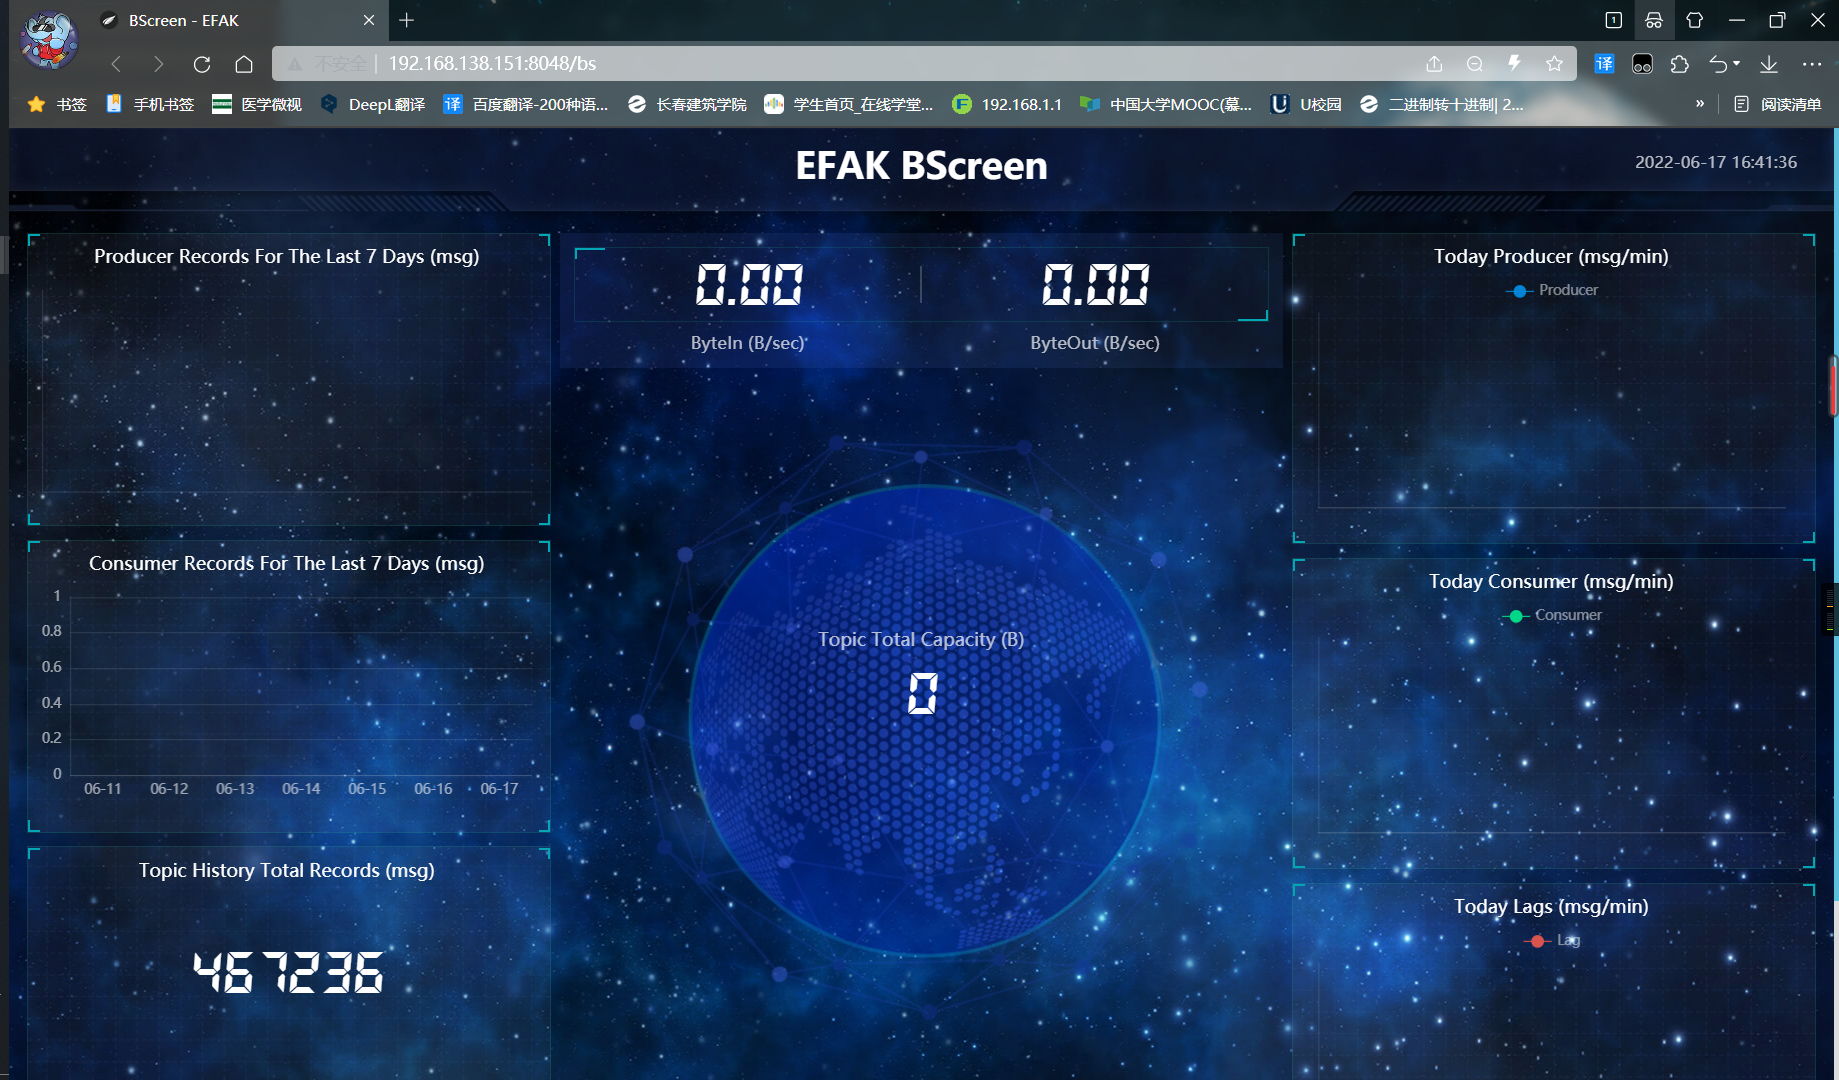 BScreen - EFAK
1
不安全 192.168.138.151:8048/bs
译
书签 手机书签 医学微视 DeepL翻译 译 百度翻译-200种语... 长春建筑学院 学生首页_在线学堂... 192.168.1.1 中国大学MOOC(慕... U校园 二进制转十进制| 2... » 阅读清单
EFAK BScreen
2022-06-17 16:41:36
Producer Records For The Last 7 Days (msg)
0.00 0.00
ByteIn (B/sec) ByteOut (B/sec)
Today Producer (msg/min)
Producer
Consumer Records For The Last 7 Days (msg)
1
0.8
0.6
0.4
0.2
0
06-11 06-12 06-13 06-14 06-15 06-16 06-17
Topic Total Capacity (B)
0
Today Consumer (msg/min)
Consumer
Topic History Total Records (msg)
467236
Today Lags (msg/min)
Lag